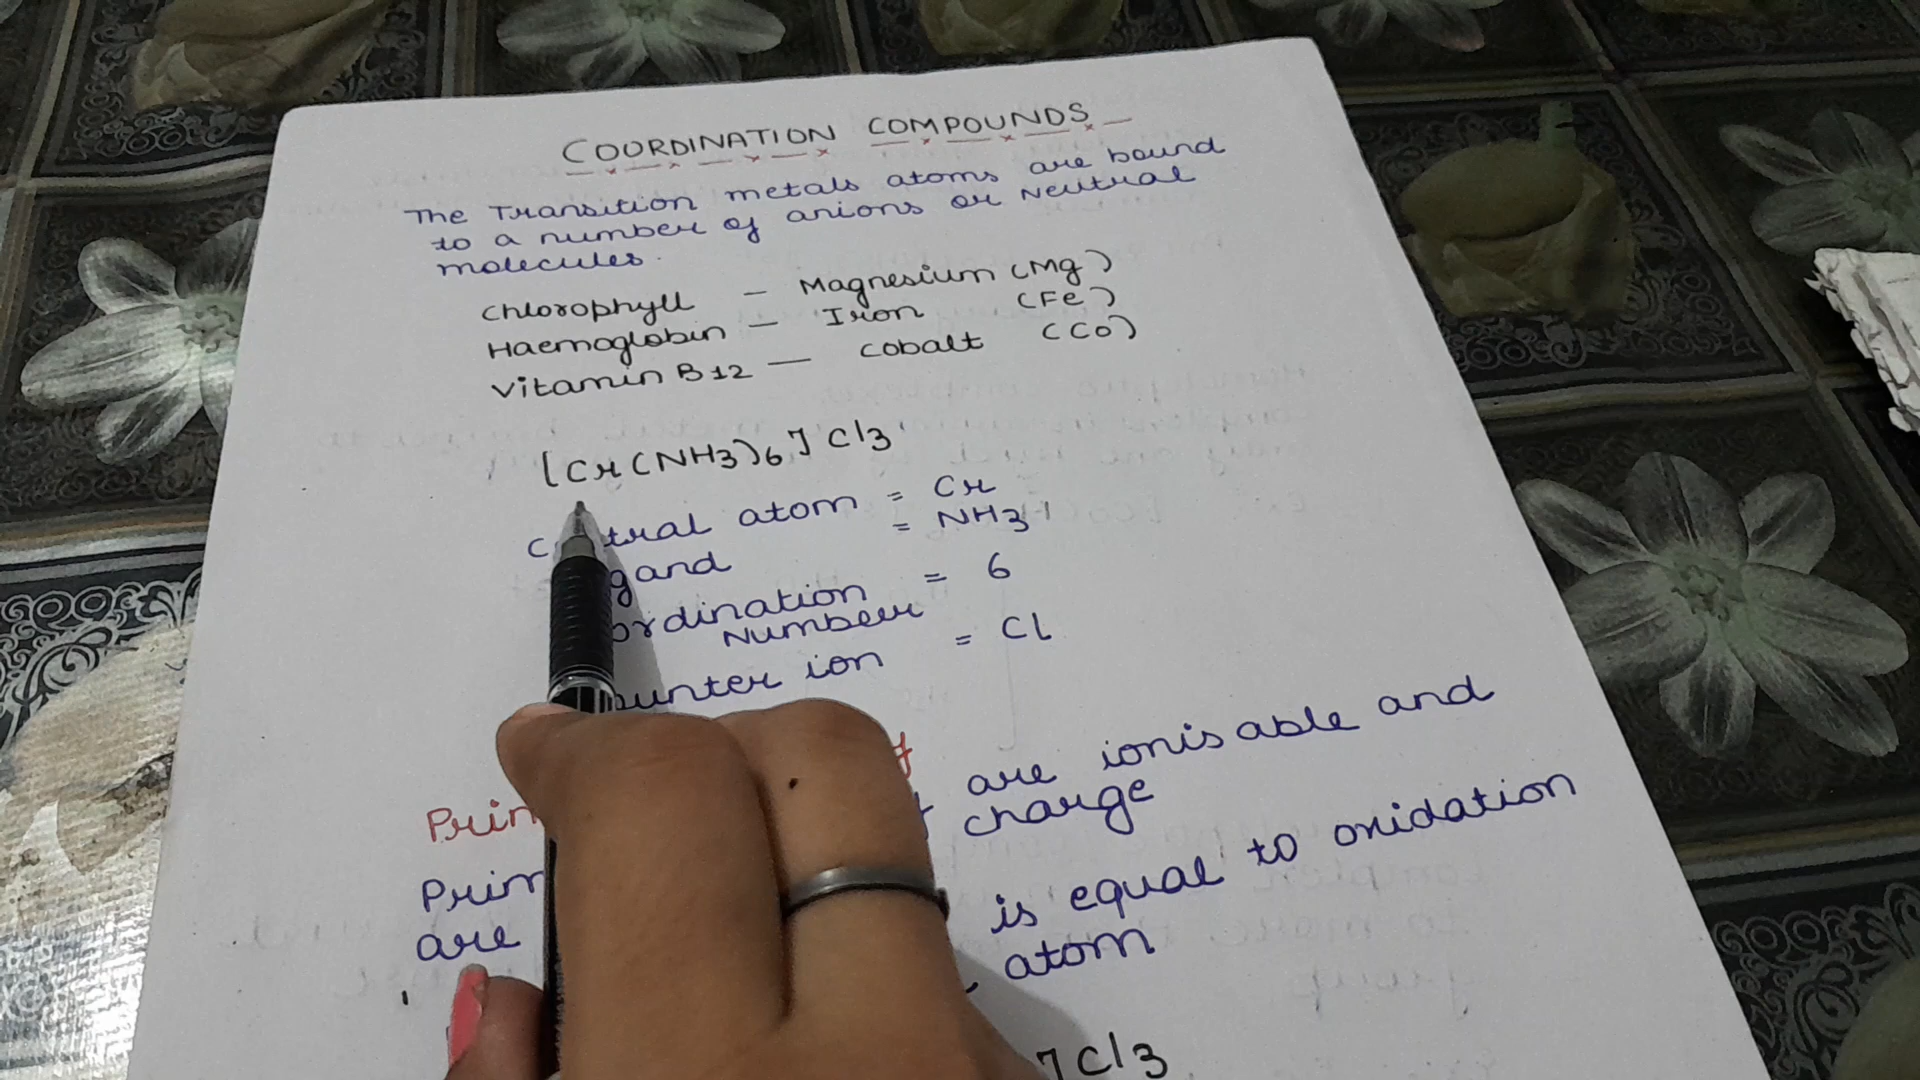 COORDINATION COMPOUNDS
The Transition metals atoms are bound
to a number of anions or Neutral
molecules.
Chlorophyll - Magnesium (Mg)
Haemoglobin - Iron (Fe)
Vitamin B12 - Cobalt (Co)
[Cr(NH3)6]Cl3
atom = Cr
= NH3
= 6
Number
ion = Cl
are ionisable and
charge
is equal to oxidation
are
atom
]Cl3